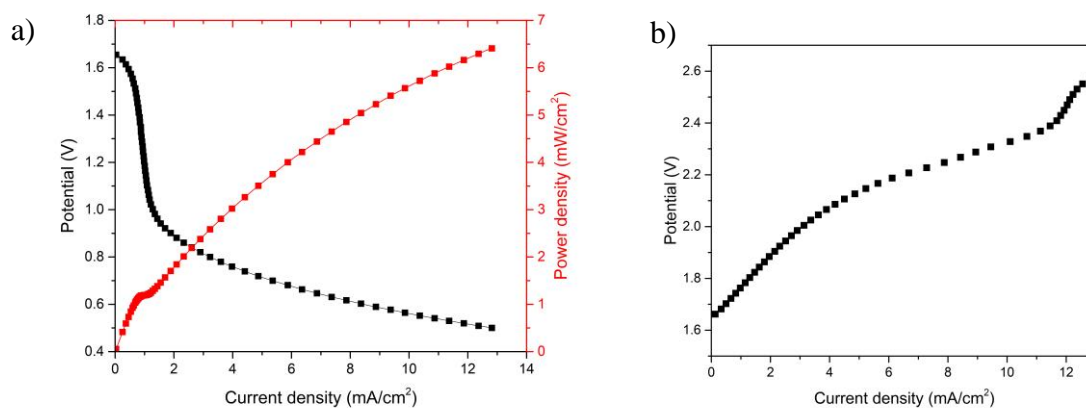 a)
1.8
1.6
1.4
1.2
1.0
0.8
0.6
0.4
Potential (V)
0 2 4 6 8 10 12 14
Current density (mA/cm²)
7
6
5
4
3
2
1
0
Power density (mW/cm²)
b)
2.6
2.4
2.2
2.0
1.8
1.6
Potential (V)
0 2 4 6 8 10 12
Current density (mA/cm²)